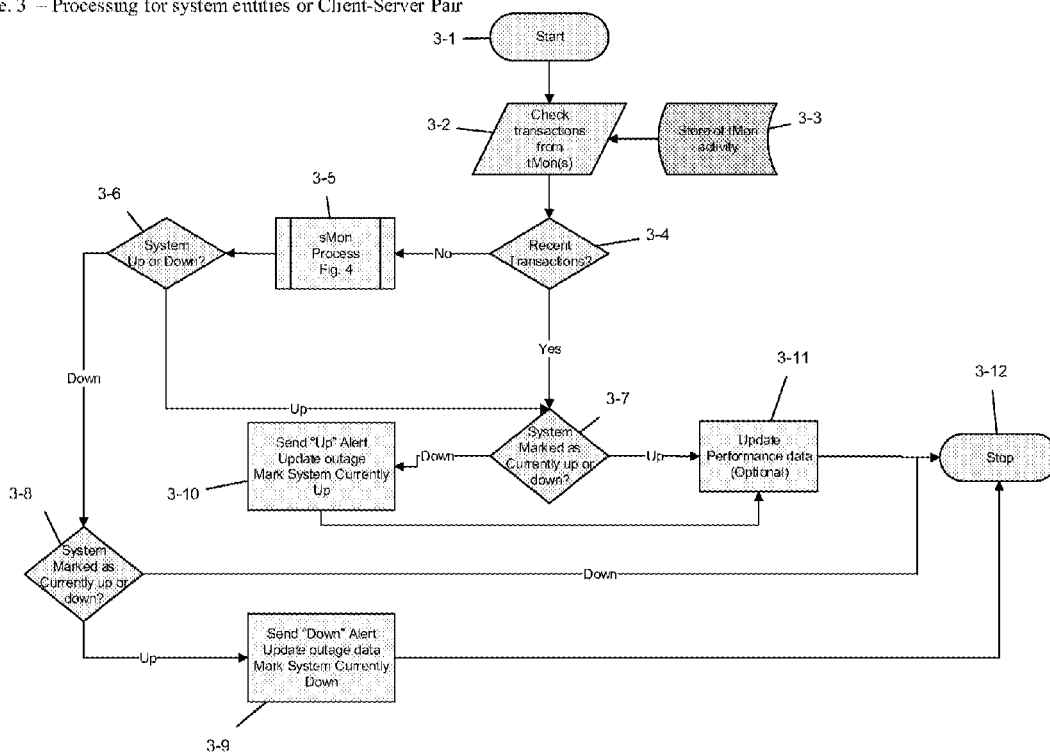 e. 3 – Processing for system entities or Client-Server Pair
3-1
Start
3-2
Check
transactions
from
tMon(s)
Store of tMon
activity
3-3
3-6
3-5
System
Up or Down?
sMon
Process
Fig. 4
No
Recent
Transactions?
3-4
Down
Yes
Up
3-7
3-11
3-12
Send "Up" Alert
Update outage
Mark System Currently
Up
3-10
Down
System
Marked as
Currently up or
down?
Up
Update
Performance data
(Optional)
Stop
3-8
System
Marked as
Currently up or
down?
Down
Up
Send "Down" Alert
Update outage data
Mark System Currently
Down
3-9